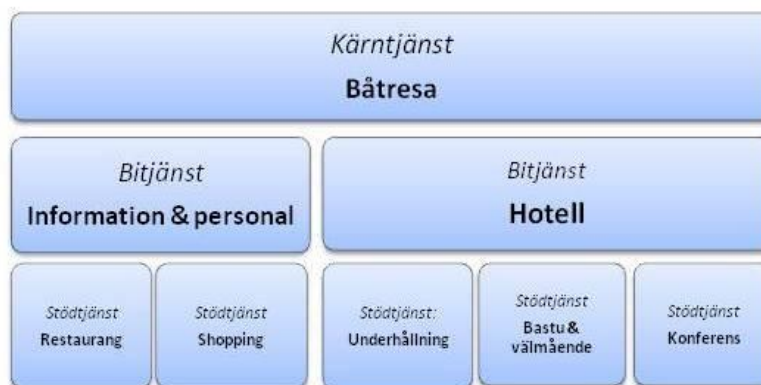 Kärntjänst
Båtresa
Bitjänst
Information & personal
Bitjänst
Hotell
Stödtjänst
Restaurang
Stödtjänst
Shopping
Stödtjänst:
Underhållning
Stödtjänst
Bastu &
välmående
Stödtjänst
Konferens